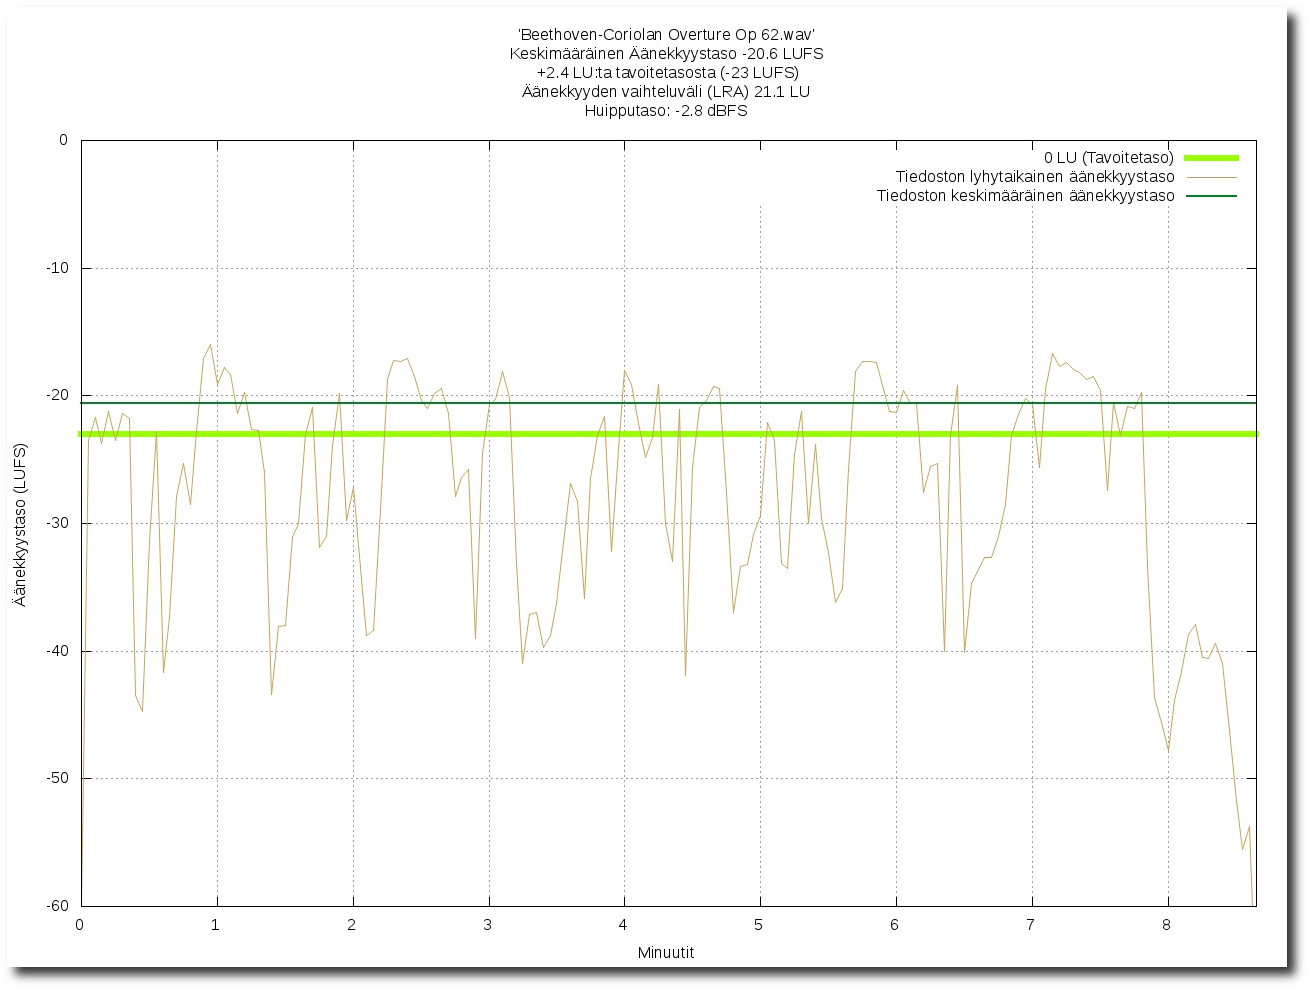 'Beethoven-Coriolan Overture Op 62.wav'
Keskimääräinen Äänekkyystaso -20.6 LUFS
+2.4 LU:ta tavoitetasosta (-23 LUFS)
Äänekkyyden vaihteluväli (LRA) 21.1 LU
Huipputaso: -2.8 dBFS
0 LU (Tavoitetaso)
Tiedoston lyhytaikainen äänekkyystaso
Tiedoston keskimääräinen äänekkyystaso
Äänekkyystaso (LUFS)
0
-10
-20
-30
-40
-50
-60
0 1 2 3 4 5 6 7 8
Minuutit